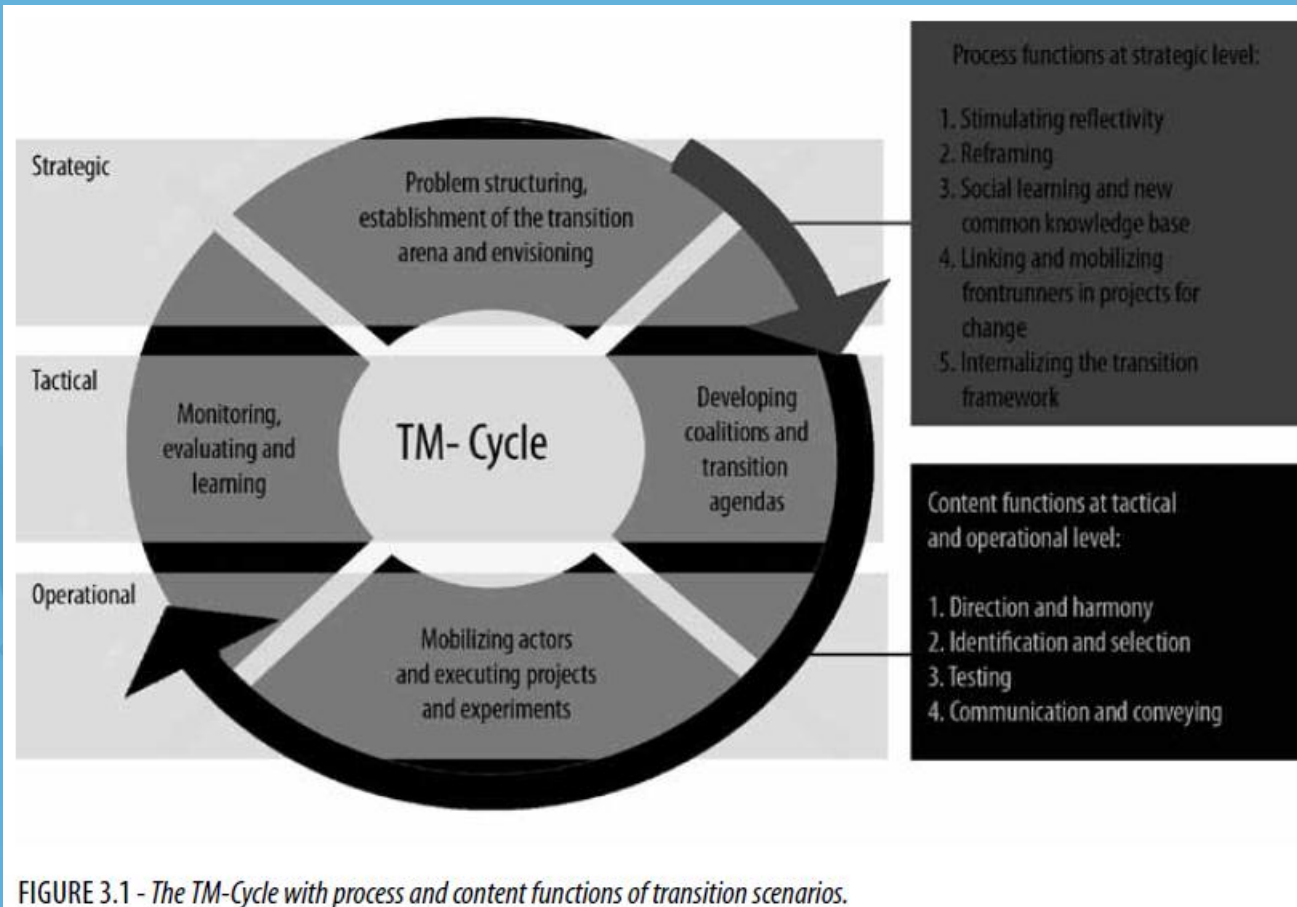 Strategic
Problem structuring,
establishment of the transition
arena and envisioning
Tactical
Monitoring,
evaluating and
learning
TM- Cycle
Developing
coalitions and
transition
agendas
Operational
Mobilizing actors
and executing projects
and experiments
Process functions at strategic level:
1. Stimulating reflectivity
2. Reframing
3. Social learning and new
common knowledge base
4. Linking and mobilizing
frontrunners in projects for
change
5. Internalizing the transition
framework
Content functions at tactical
and operational level:
1. Direction and harmony
2. Identification and selection
3. Testing
4. Communication and conveying
FIGURE 3.1 - The TM-Cycle with process and content functions of transition scenarios.